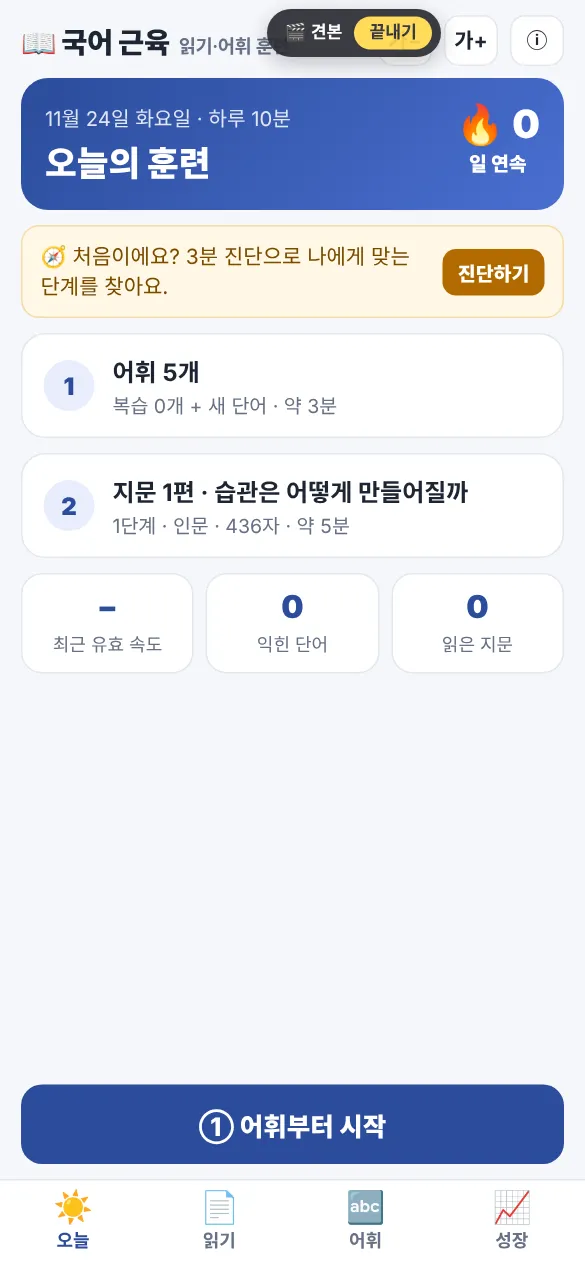 국어 근육 읽기·어휘
견본 끝내기
가+
11월 24일 화요일 · 하루 10분
오늘의 훈련
0
일 연속
처음이에요? 3분 진단으로 나에게 맞는
단계를 찾아요.
진단하기
1
어휘 5개
복습 0개 + 새 단어 · 약 3분
2
지문 1편 · 습관은 어떻게 만들어질까
1단계 · 인문 · 436자 · 약 5분
–
최근 유효 속도
0
익힌 단어
0
읽은 지문
① 어휘부터 시작
오늘
읽기
abc
어휘
성장